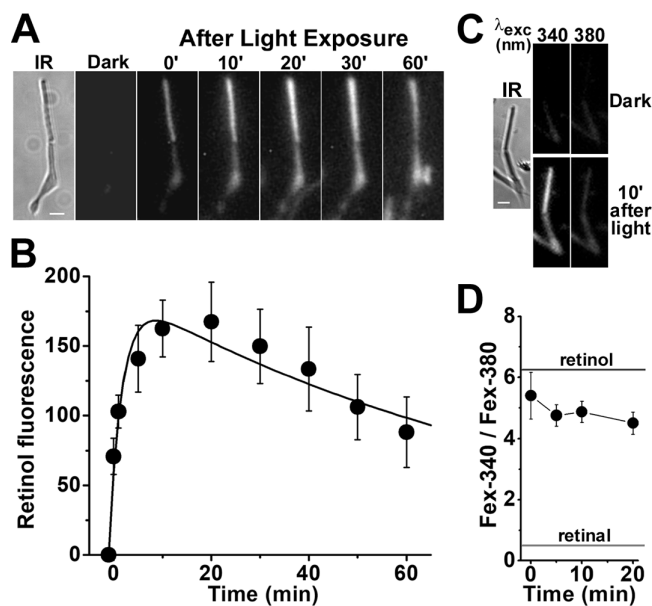 A
After Light Exposure
IR Dark 0' 10' 20' 30' 60'
C
λexc (nm) 340 380
IR
Dark
10' after light
B
Retinol fluorescence
200
150
100
50
0
0 20 40 60
Time (min)
D
Fex-340 / Fex-380
8
6
4
2
0
retinol
retinal
0 10 20
Time (min)